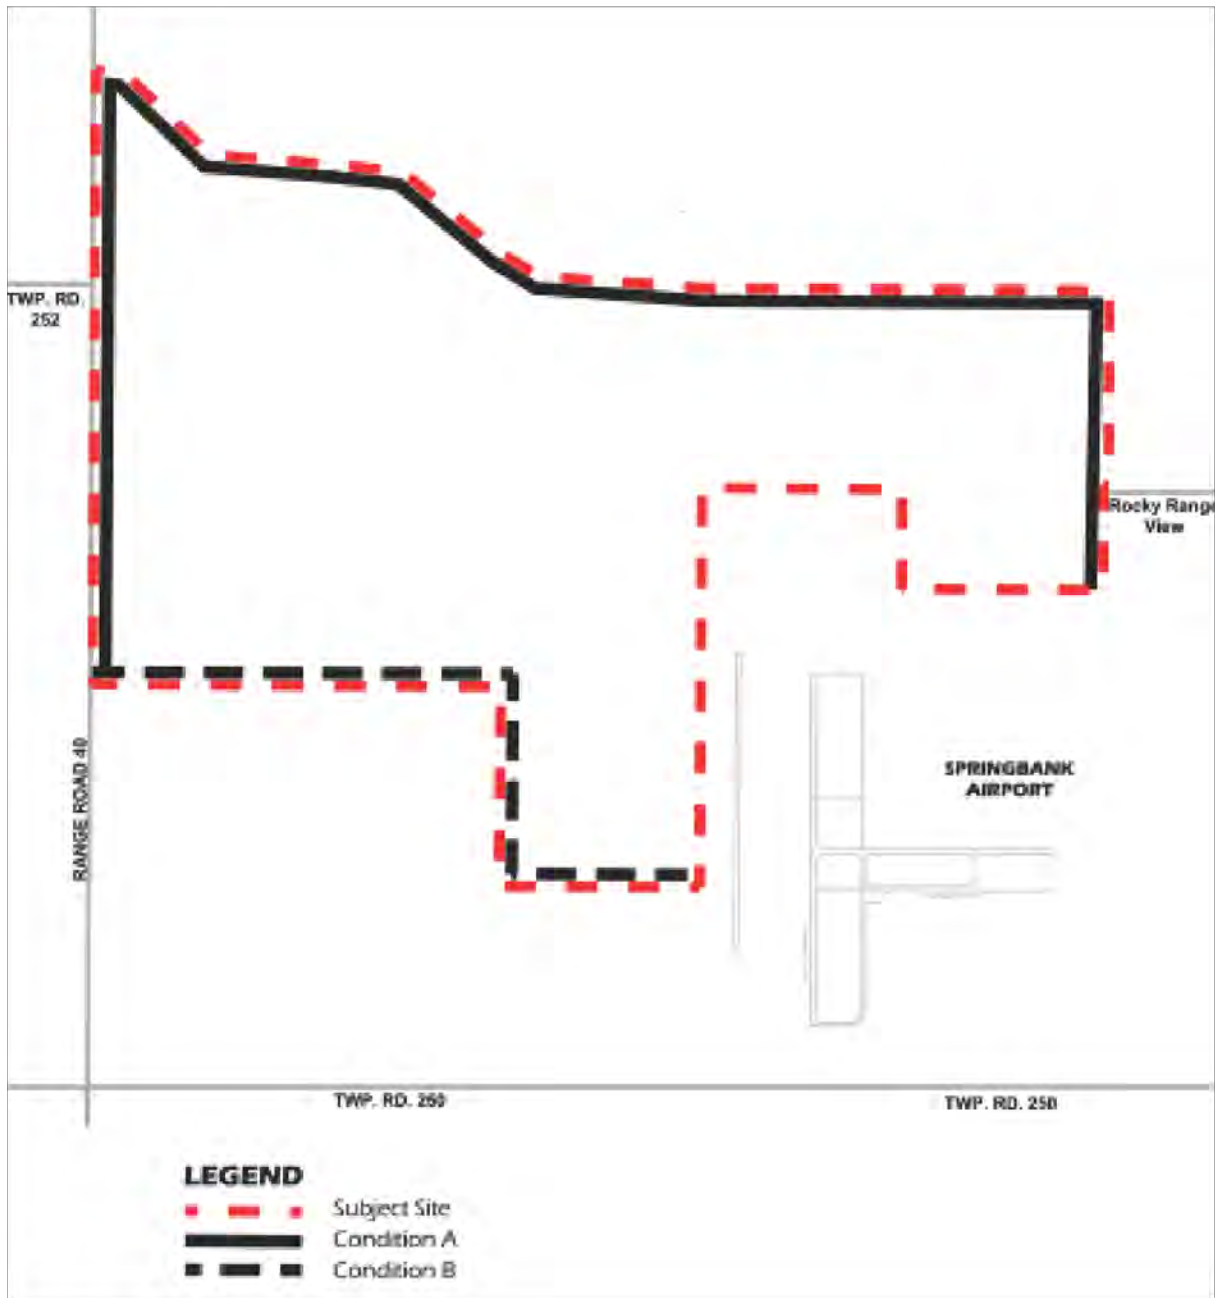 TWP. RD.
252
Rocky Range
View
RANGE ROAD 40
SPRINGBANK
AIRPORT
TWP. RD. 250
TWP. RD. 250
LEGEND
Subject Site
Condition A
Condition B